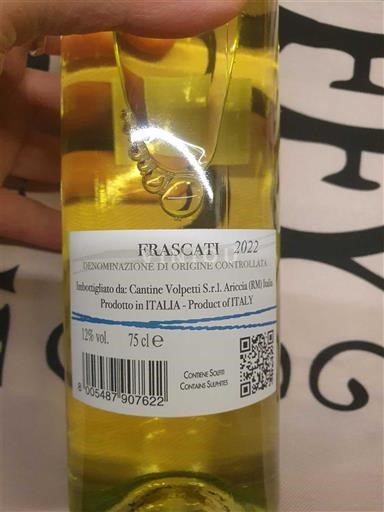 FRASCATI 2022
DENOMINAZIONE DI ORIGINE CONTROLLATA
Imbottigliato da: Cantine Volpetti S.r.l. Ariccia (RM) Italia
Prodotto in ITALIA - Product of ITALY
12% vol. 75 cl e
CONTIENE SOLFITI
CONTAINS SULPHITES
8 005487 907622